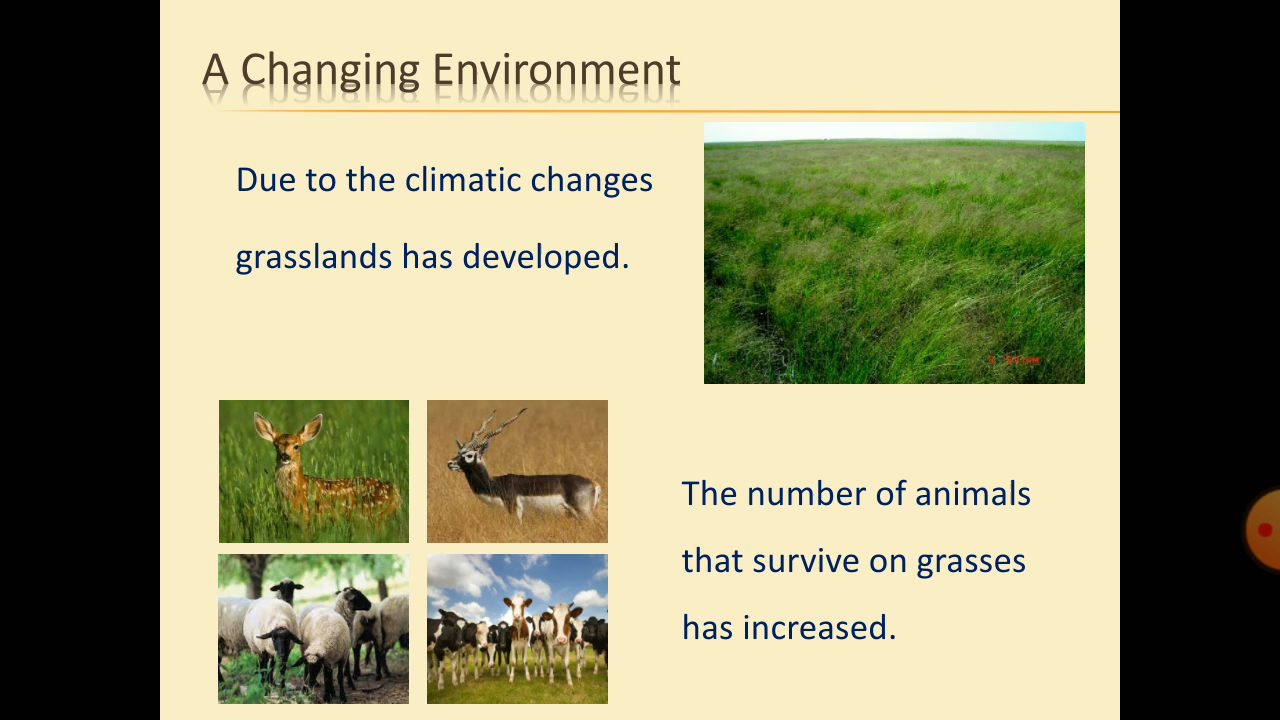 A Changing Environment
Due to the climatic changes
grasslands has developed.
The number of animals
that survive on grasses
has increased.